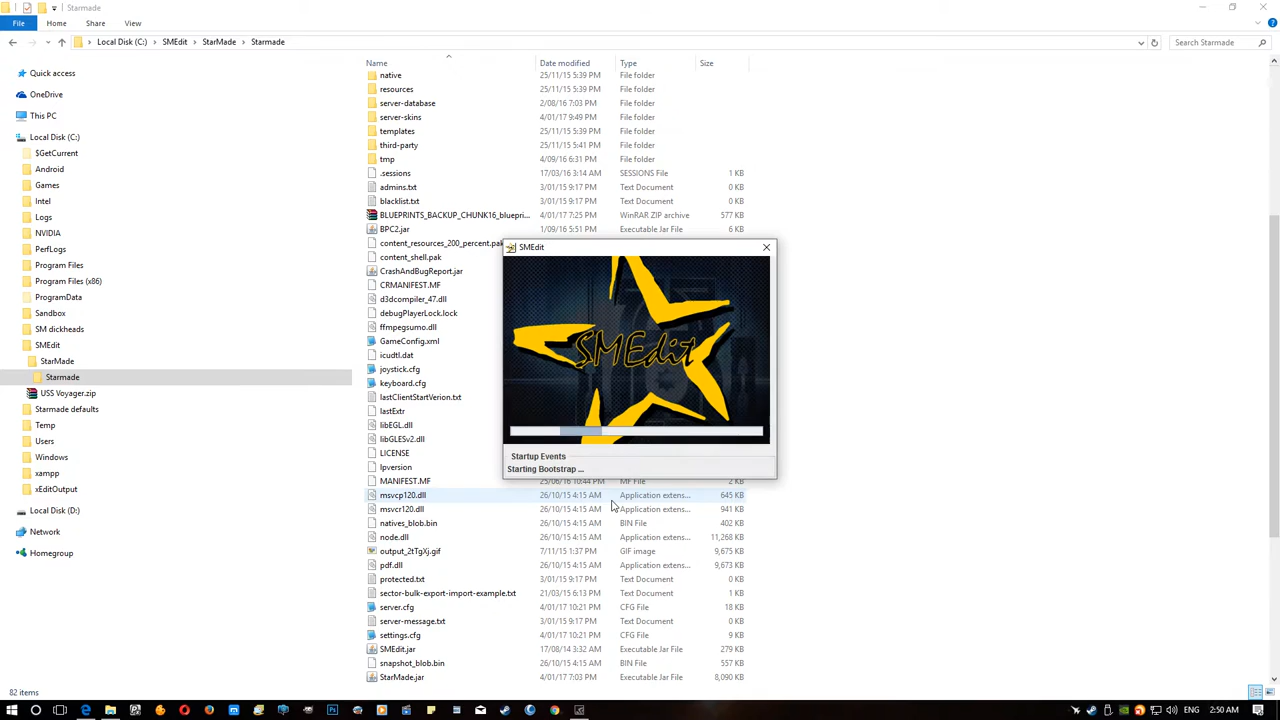 Starmade
File
Home
Share
View
Local Disk (C:)
SMEdit
StarMade
Starmade
Search Starmade
Quick access
OneDrive
This PC
Local Disk (C:)
$GetCurrent
Android
Games
Intel
Logs
NVIDIA
PerfLogs
Program Files
Program Files (x86)
ProgramData
Sandbox
SM dickheads
SMEdit
StarMade
Starmade
USS Voyager.zip
Starmade defaults
Temp
Users
Windows
xampp
xEditOutput
Local Disk (D:)
Network
Homegroup
Name Date modified Type Size
native 25/11/15 5:39 PM File folder
resources 25/11/15 5:39 PM File folder
server-database 2/08/16 7:03 PM File folder
server-skins 4/01/17 9:49 PM File folder
templates 25/11/15 5:39 PM File folder
third-party 25/11/15 5:41 PM File folder
tmp 4/09/16 6:31 PM File folder
.sessions 17/03/16 3:14 AM SESSIONS File 1 KB
admins.txt 3/01/15 9:17 PM Text Document 0 KB
blacklist.txt 3/01/15 9:17 PM Text Document 0 KB
BLUEPRINTS_BACKUP_CHUNK16_bluepri... 4/01/17 7:25 PM WinRAR ZIP archive 577 KB
BPC2.jar 1/09/16 5:51 PM Executable Jar File 6 KB
content_resources_200_percent.pak
content_shell.pak
CrashAndBugReport.jar
CRMANIFEST.MF
d3dcompiler_47.dll
debugPlayerLock.lock
ffmpegsumo.dll
GameConfig.xml
icudtl.dat
joystick.cfg
keyboard.cfg
lastClientStartVerion.txt
lastExtr
libEGL.dll
libGLESv2.dll
LICENSE
lpversion
MANIFEST.MF 25/06/16 10:44 PM MF File 2 KB
msvcp120.dll 26/10/15 4:15 AM Application extens... 645 KB
msvcr120.dll 26/10/15 4:15 AM Application extens... 941 KB
natives_blob.bin 26/10/15 4:15 AM BIN File 402 KB
node.dll 26/10/15 4:15 AM Application extens... 11,268 KB
output_2tTgXj.gif 7/11/15 1:37 PM GIF image 9,675 KB
pdf.dll 26/10/15 4:15 AM Application extens... 9,673 KB
protected.txt 3/01/15 9:17 PM Text Document 0 KB
sector-bulk-export-import-example.txt 21/03/15 6:13 PM Text Document 1 KB
server.cfg 4/01/17 10:21 PM CFG File 18 KB
server-message.txt 3/01/15 9:17 PM Text Document 0 KB
settings.cfg 4/01/17 10:21 PM CFG File 9 KB
SMEdit.jar 17/08/14 3:32 AM Executable Jar File 279 KB
snapshot_blob.bin 26/10/15 4:15 AM BIN File 557 KB
StarMade.jar 4/01/17 7:03 PM Executable Jar File 8,090 KB
SMEdit
SMEdit
Startup Events
Starting Bootstrap ...
82 items
ENG 2:50 AM